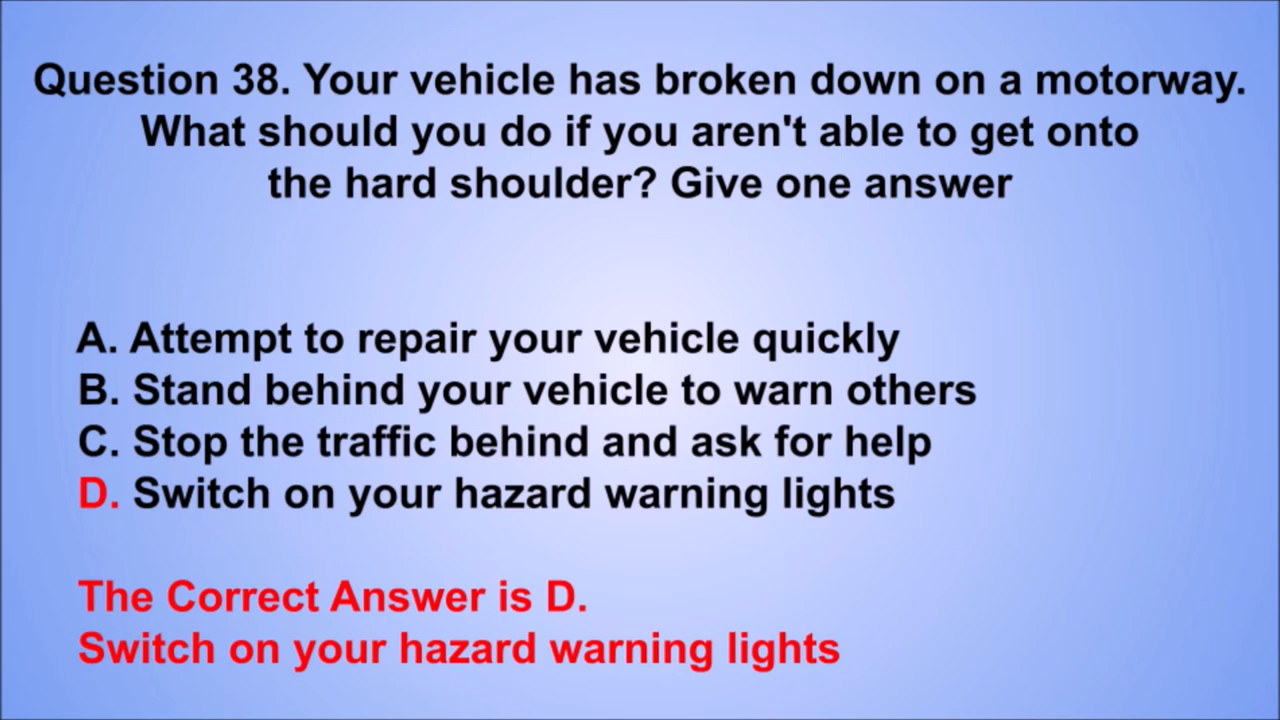 Question 38. Your vehicle has broken down on a motorway.
What should you do if you aren't able to get onto
the hard shoulder? Give one answer
A. Attempt to repair your vehicle quickly
B. Stand behind your vehicle to warn others
C. Stop the traffic behind and ask for help
D. Switch on your hazard warning lights
The Correct Answer is D.
Switch on your hazard warning lights